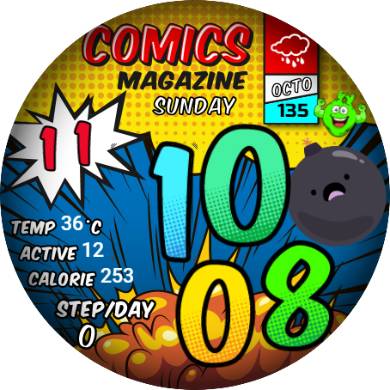 COMICS
MAGAZINE
SUNDAY
OCTO
135
11
10
08
TEMP 36°C
ACTIVE 12
CALORIE 253
STEP/DAY
0